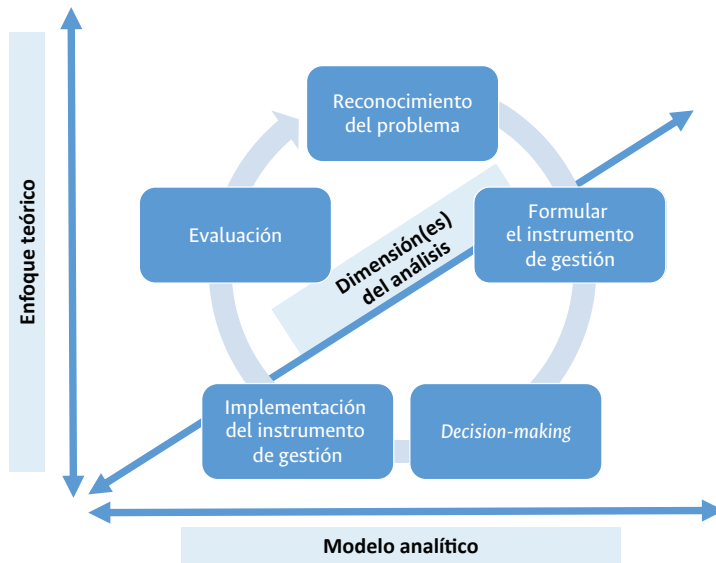 Enfoque teórico
Reconocimiento
del problema
Evaluación
Dimensión(es)
del análisis
Formular
el instrumento
de gestión
Implementación
del instrumento
de gestión
Decision-making
Modelo analítico